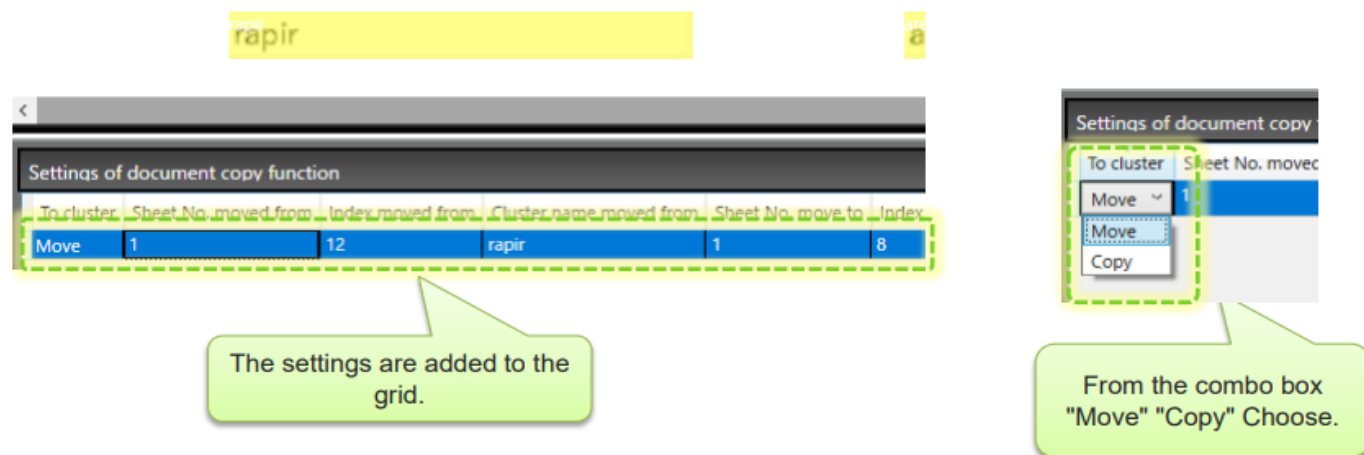 rapir
Settings of document copy function
To cluster Sheet No. moved from Index moved from Cluster name moved from Sheet No. move to Index
Move 1 12 rapir 1 8
The settings are added to the
grid.
Settings of document copy
To cluster Sheet No. moved
Move 1
Move
Copy
From the combo box
"Move" "Copy" Choose.